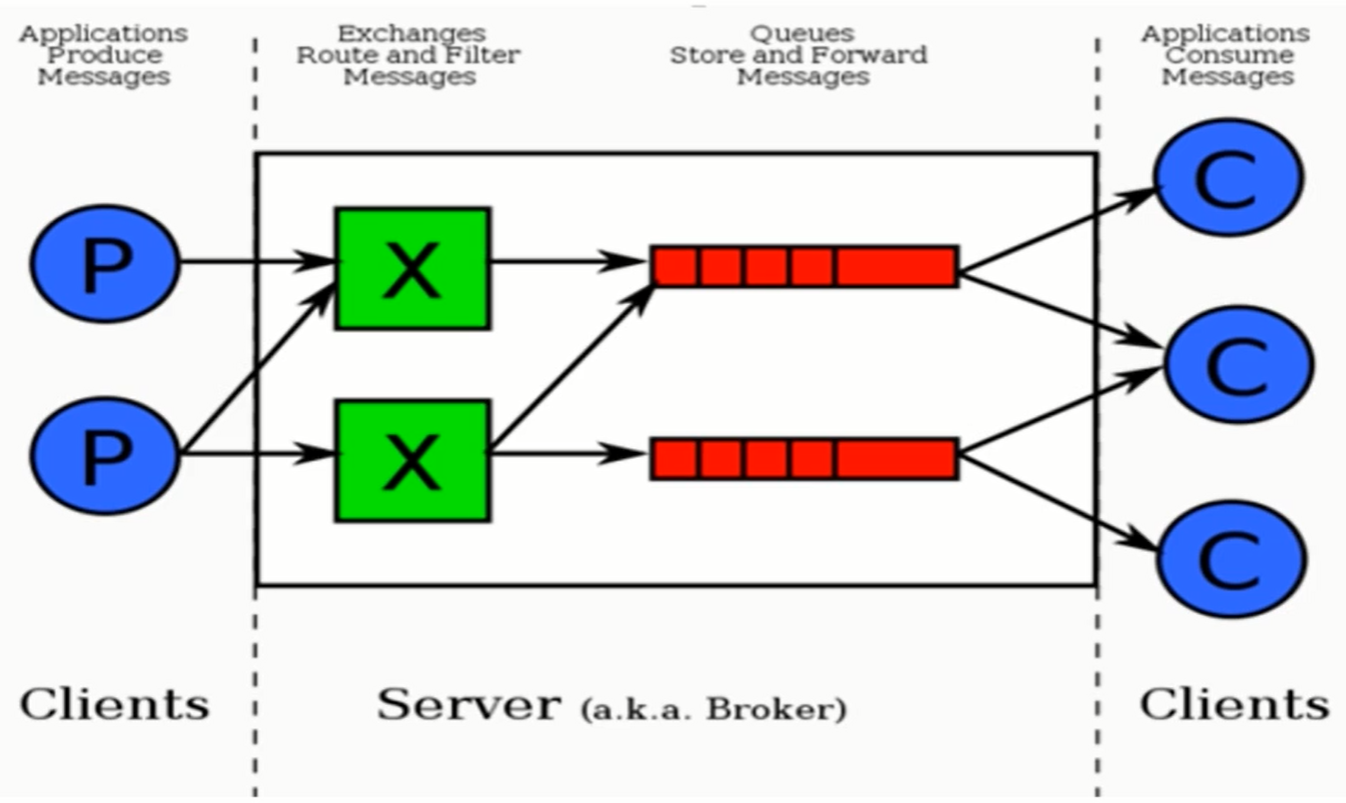 Applications
Produce
Messages
Exchanges
Route and Filter
Messages
Queues
Store and Forward
Messages
Applications
Consume
Messages
P
P
X
X
C
C
C
Clients
Server (a.k.a. Broker)
Clients